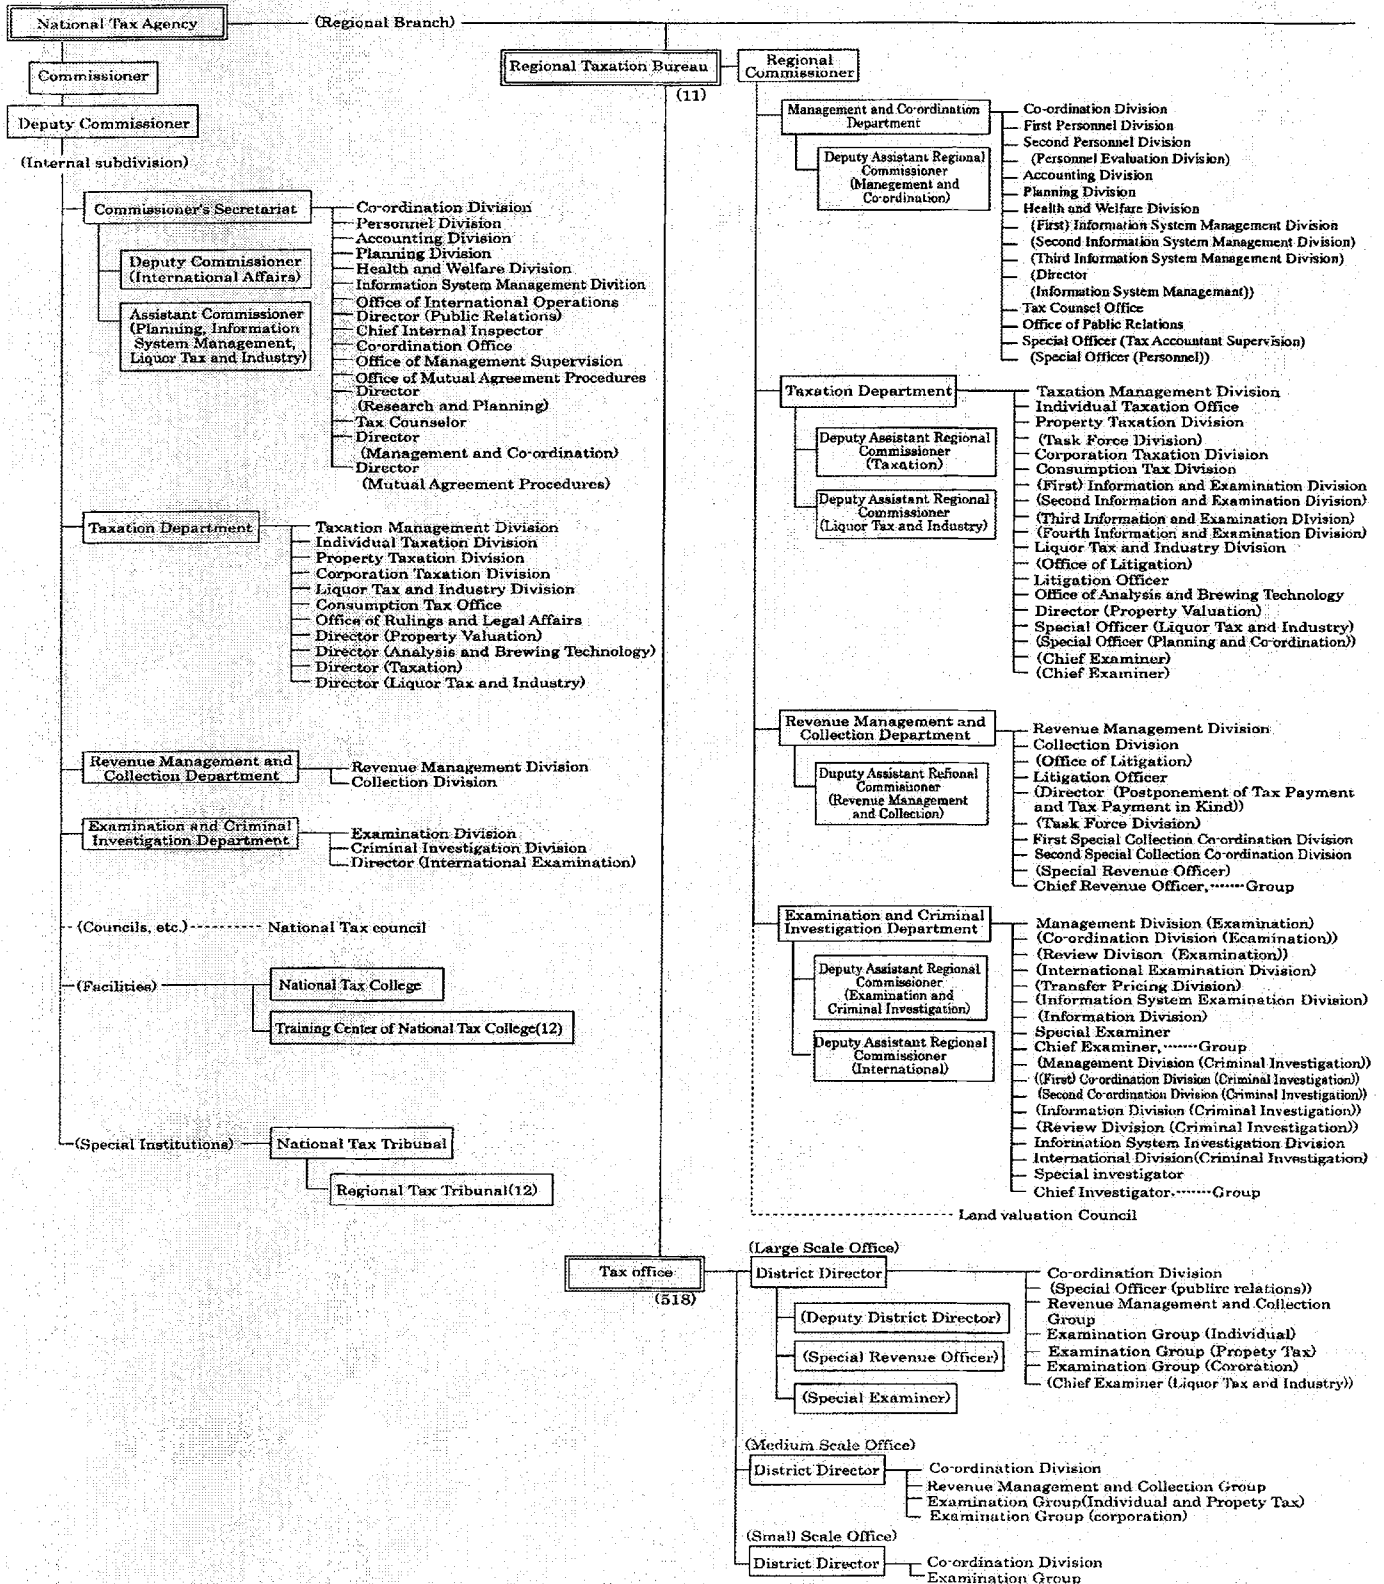 National Tax Agency
(Regional Branch)
Commissioner
Deputy Commissioner
(Internal subdivision)
Commissioner's Secretariat
Deputy Commissioner
(International Affairs)
Assistant Commissioner
(Planning, Information
System Management,
Liquor Tax and Industry)
Co-ordination Division
Personnel Division
Accounting Division
Planning Division
Health and Welfare Division
Information System Management Divition
Office of International Operations
Director (Public Relations)
Chief Internal Inspector
Co-ordination Office
Office of Management Supervision
Office of Mutual Agreement Procedures
Director
(Research and Planning)
Tax Counselor
Director
(Management and Co-ordination)
Director
(Mutual Agreement Procedures)
Taxation Department
Taxation Management Division
Individual Taxation Division
Property Taxation Division
Corporation Taxation Division
Liquor Tax and Industry Division
Consumption Tax Office
Office of Rulings and Legal Affairs
Director (Property Valuation)
Director (Analysis and Brewing Technology)
Director (Taxation)
Director (Liquor Tax and Industry)
Revenue Management and
Collection Department
Revenue Management Division
Collection Division
Examination and Criminal
Investigation Department
Examination Division
Criminal Investigation Division
Director (International Examination)
(Councils, etc.)
National Tax council
(Facilities)
National Tax College
Training Center of National Tax College(12)
(Special Institutions)
National Tax Tribunal
Regional Tax Tribunal(12)
Regional Taxation Bureau
(11)
Regional
Commissioner
Management and Co-ordination
Department
Deputy Assistant Regional
Commissioner
(Manegement and
Co-ordination)
Co-ordination Division
First Personnel Division
Second Personnel Division
(Personnel Evaluation Division)
Accounting Division
Planning Division
Health and Welfare Division
(First) Information System Management Division
(Second Information System Management Division)
(Third Information System Management Division)
(Director
(Information System Management))
Tax Counsel Office
Office of Public Relations
Special Officer (Tax Accountant Supervision)
(Special Officer (Personnel))
Taxation Department
Deputy Assistant Regional
Commissioner
(Taxation)
Deputy Assistant Regional
Commissioner
(Liquor Tax and Industry)
Taxation Management Division
Individual Taxation Office
Property Taxation Division
(Task Force Division)
Corporation Taxation Division
Consumption Tax Division
(First) Information and Examination Division
(Second Information and Examination Division)
(Third Information and Examination DIvision)
(Fourth Information and Examination Division)
Liquor Tax and Industry Division
(Office of Litigation)
Litigation Officer
Office of Analysis and Brewing Technology
Director (Property Valuation)
Special Officer (Liquor Tax and Industry)
(Special Officer (Planning and Co-ordination))
(Chief Examiner)
(Chief Examiner)
Revenue Management and
Collection Department
Duputy Assistant Refional
Commisiioner
(Revenue Management
and Collection)
Revenue Management Division
Collection Division
(Office of Litigation)
Litigation Officer
(Director (Postponement of Tax Payment
and Tax Payment in Kind))
(Task Force Division)
First Special Collection Co-ordination Division
Second Special Collection Co-ordination Division
(Special Revenue Officer)
Chief Revenue Officer,·······Group
Examination and Criminal
Investigation Department
Deputy Assistant Regional
Commissioner
(Examination and
Criminal Investigation)
Deputy Assistant Regional
Commissioner
(International)
Management Division (Examination)
(Co-ordination Division (Ecamination))
(Review Divison (Examination))
(International Examination Division)
(Transfer Pricing Division)
(Information System Examination Division)
(Information Division)
Special Examiner
Chief Examiner,·······Group
(Management Division (Criminal Investigation))
((First) Co-ordination Division (Criminal Investigation))
(Second Co-ordination Division (Criminal Investigation))
(Information Division (Criminal Investigation))
(Review Division (Criminal Investigation))
Information System Investigation Division
International Division(Criminal Investigation)
Special investigator
Chief Investigator,·······Group
Land valuation Council
Tax office
(518)
(Large Scale Office)
District Director
(Deputy District Director)
(Special Revenue Officer)
(Special Examiner)
Co-ordination Division
(Special Officer (publirc relations))
Revenue Management and Collection
Group
Examination Group (Individual)
Examination Group (Propety Tax)
Examination Group (Cororation)
(Chief Examiner (Liquor Tax and Industry))
(Medium Scale Office)
District Director
Co-ordination Division
Revenue Management and Collection Group
Examination Group(Individual and Propety Tax)
Examination Group (corporation)
(Small Scale Office)
District Director
Co-ordination Division
Examination Group